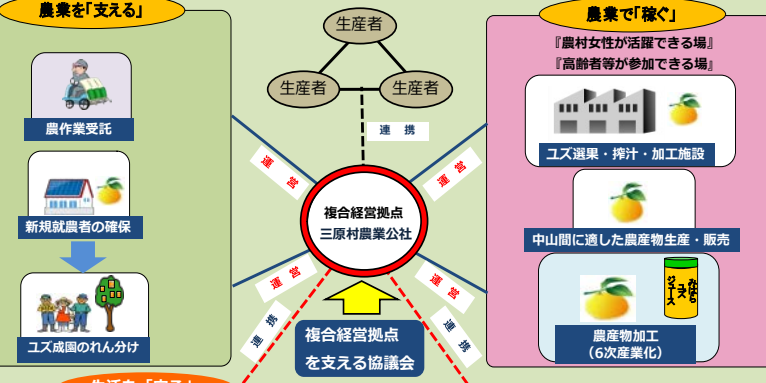 農業を「支える」
農作業受託
新規就農者の確保
ユズ成園のれん分け
生産者
生産者
生産者
連 携
運 営
運 営
複合経営拠点
三原村農業公社
運 営
運 営
連 携
連 携
複合経営拠点
を支える協議会
農業で「稼ぐ」
『農村女性が活躍できる場』
『高齢者等が参加できる場』
ユズ選果・搾汁・加工施設
中山間に適した農産物生産・販売
ユズ
ジュース
農産物加工
（6次産業化）